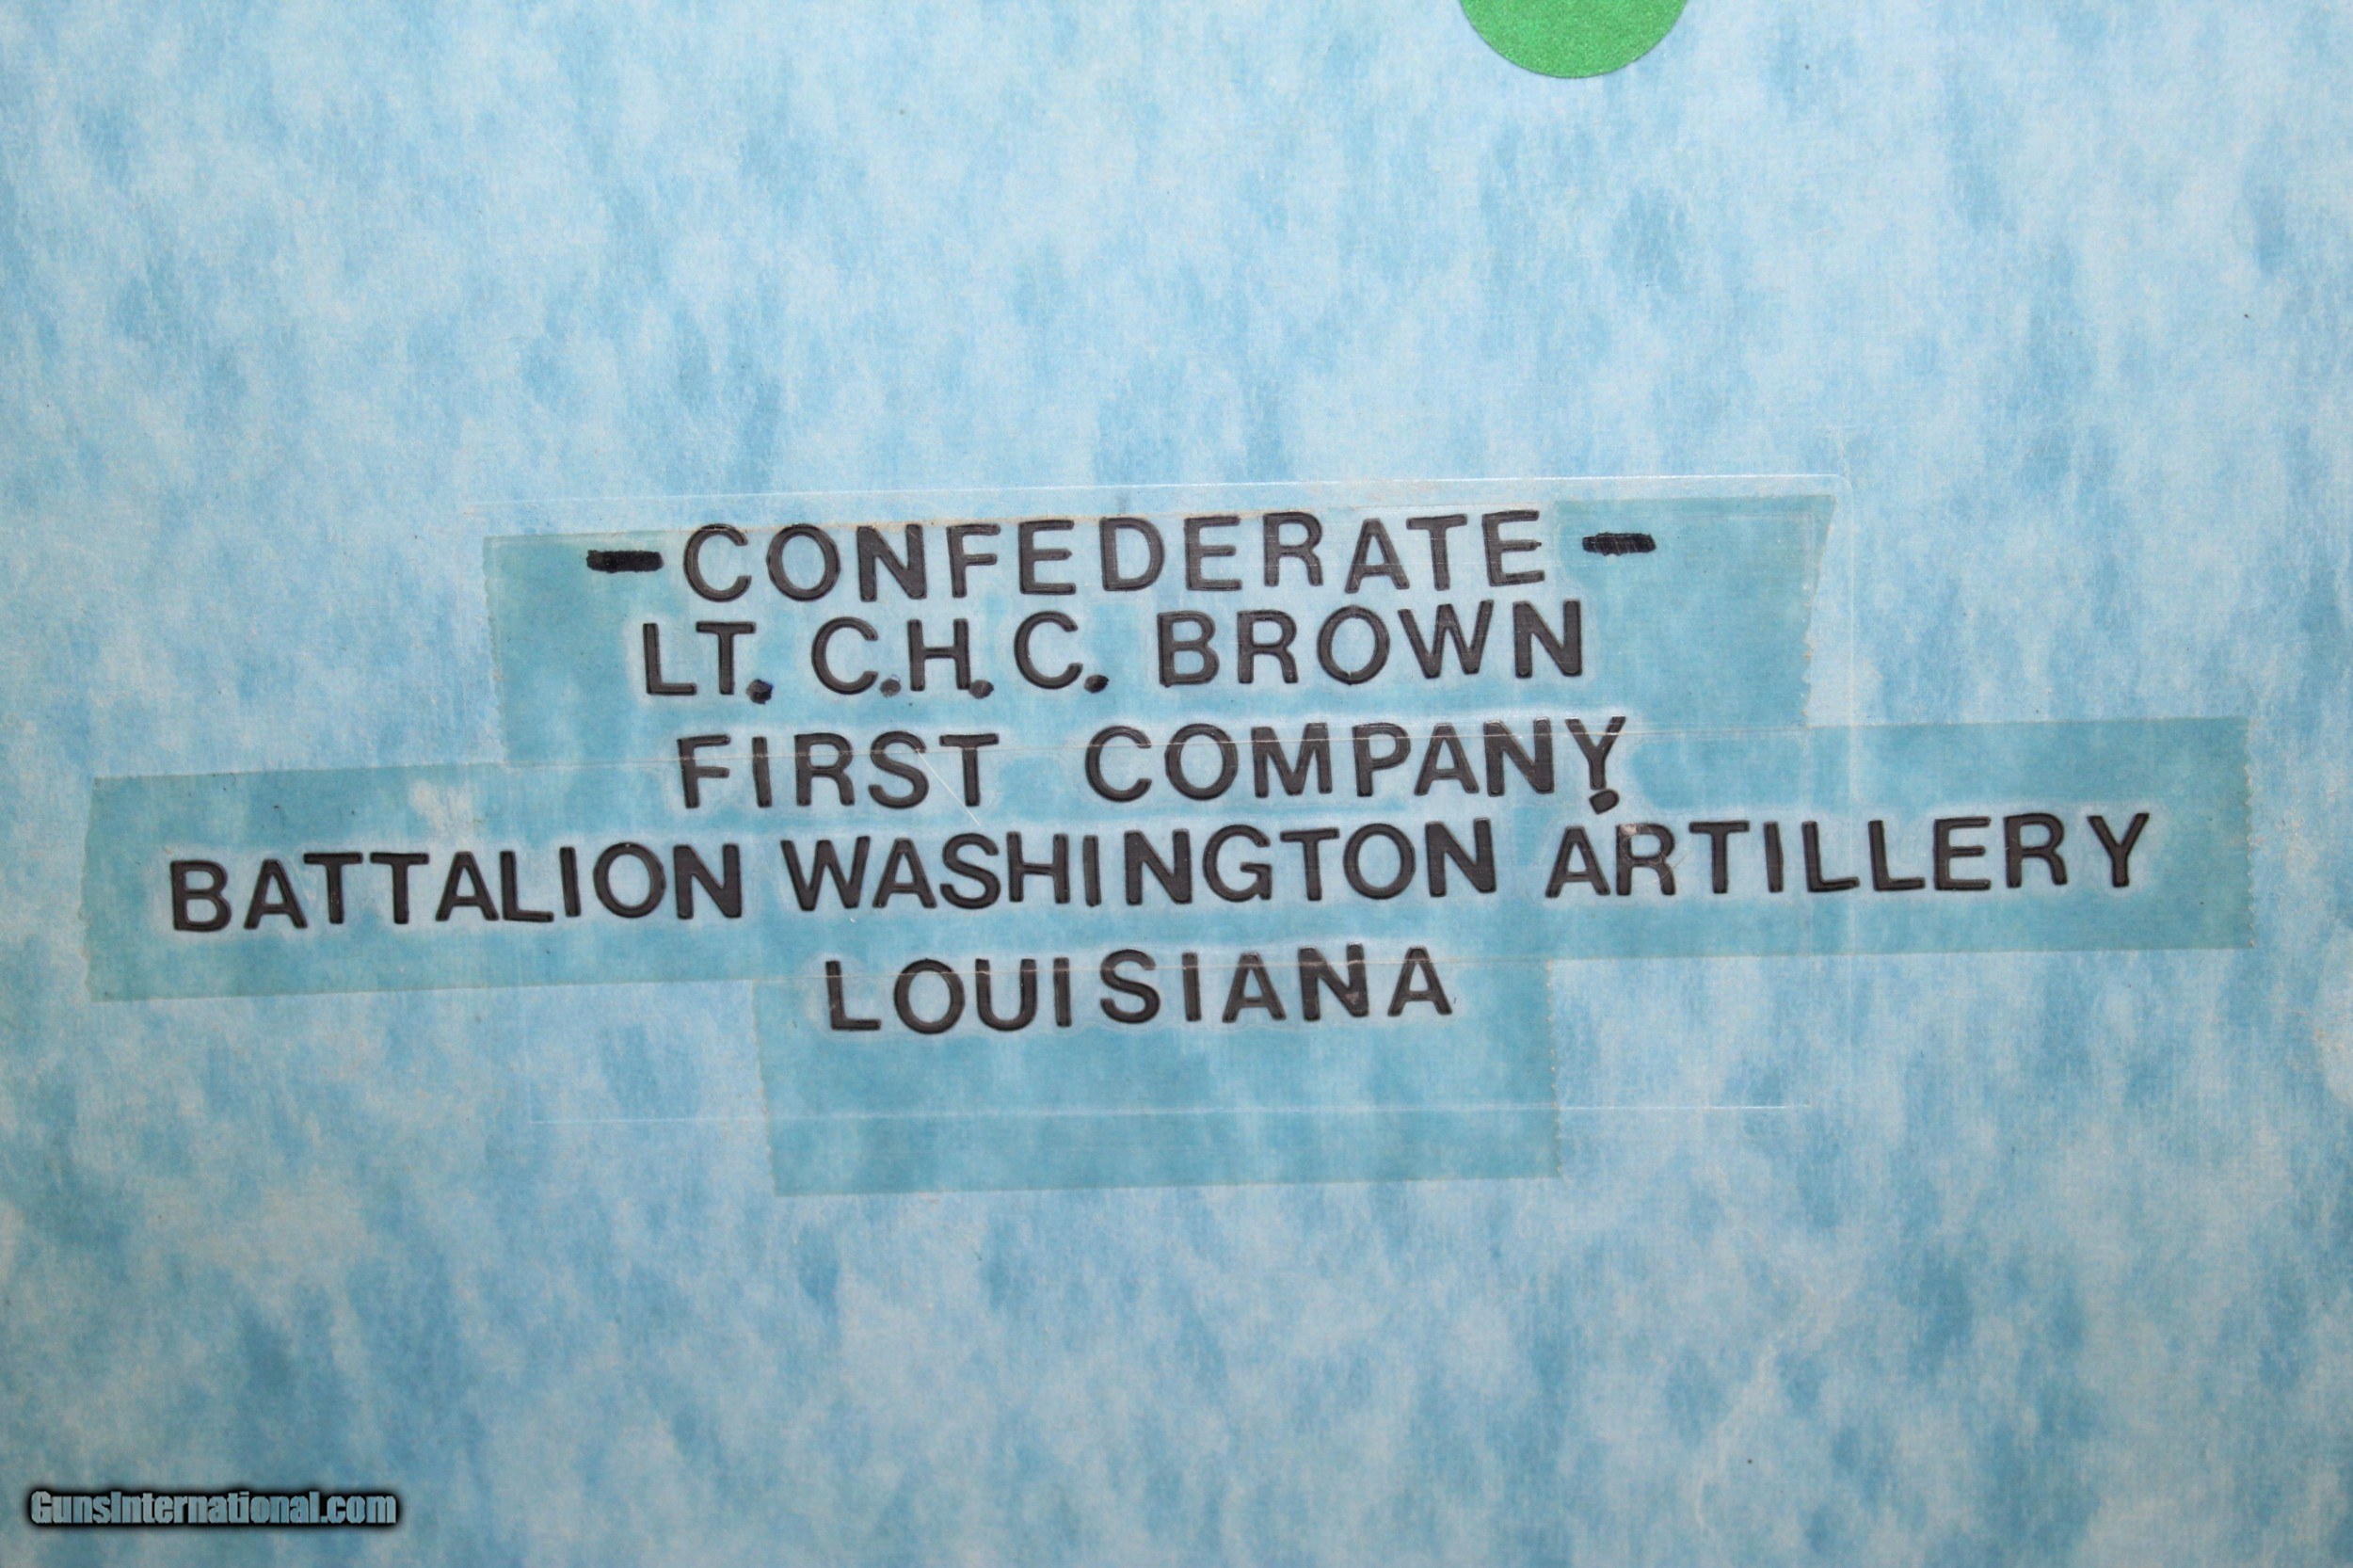 - CONFEDERATE -
LT. C.H.C. BROWN
FIRST COMPANY,
BATTALION WASHINGTON ARTILLERY
LOUISIANA
GunsInternational.com